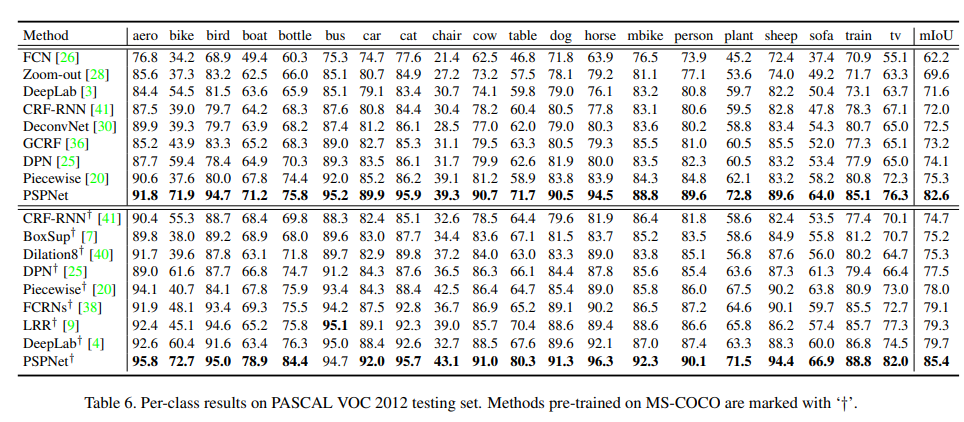 Method aero bike bird boat bottle bus car cat chair cow table dog horse mbike person plant sheep sofa train tv mIoU
FCN [26] 76.8 34.2 68.9 49.4 60.3 75.3 74.7 77.6 21.4 62.5 46.8 71.8 63.9 76.5 73.9 45.2 72.4 37.4 70.9 55.1 62.2
Zoom-out [28] 85.6 37.3 83.2 62.5 66.0 85.1 80.7 84.9 27.2 73.2 57.5 78.1 79.2 81.1 77.1 53.6 74.0 49.2 71.7 63.3 69.6
DeepLab [3] 84.4 54.5 81.5 63.6 65.9 85.1 79.1 83.4 30.7 74.1 59.8 79.0 76.1 83.2 80.8 59.7 82.2 50.4 73.1 63.7 71.6
CRF-RNN [41] 87.5 39.0 79.7 64.2 68.3 87.6 80.8 84.4 30.4 78.2 60.4 80.5 77.8 83.1 80.6 59.5 82.8 47.8 78.3 67.1 72.0
DeconvNet [30] 89.9 39.3 79.7 63.9 68.2 87.4 81.2 86.1 28.5 77.0 62.0 79.0 80.3 83.6 80.2 58.8 83.4 54.3 80.7 65.0 72.5
GCRF [36] 85.2 43.9 83.3 65.2 68.3 89.0 82.7 85.3 31.1 79.5 63.3 80.5 79.3 85.5 81.0 60.5 85.5 52.0 77.3 65.1 73.2
DPN [25] 87.7 59.4 78.4 64.9 70.3 89.3 83.5 86.1 31.7 79.9 62.6 81.9 80.0 83.5 82.3 60.5 83.2 53.4 77.9 65.0 74.1
Piecewise [20] 90.6 37.6 80.0 67.8 74.4 92.0 85.2 86.2 39.1 81.2 58.9 83.8 83.9 84.3 84.8 62.1 83.2 58.2 80.8 72.3 75.3
PSPNet 91.8 71.9 94.7 71.2 75.8 95.2 89.9 95.9 39.3 90.7 71.7 90.5 94.5 88.8 89.6 72.8 89.6 64.0 85.1 76.3 82.6
CRF-RNN† [41] 90.4 55.3 88.7 68.4 69.8 88.3 82.4 85.1 32.6 78.5 64.4 79.6 81.9 86.4 81.8 58.6 82.4 53.5 77.4 70.1 74.7
BoxSup† [7] 89.8 38.0 89.2 68.9 68.0 89.6 83.0 87.7 34.4 83.6 67.1 81.5 83.7 85.2 83.5 58.6 84.9 55.8 81.2 70.7 75.2
Dilation8† [40] 91.7 39.6 87.8 63.1 71.8 89.7 82.9 89.8 37.2 84.0 63.0 83.3 89.0 83.8 85.1 56.8 87.6 56.0 80.2 64.7 75.3
DPN† [25] 89.0 61.6 87.7 66.8 74.7 91.2 84.3 87.6 36.5 86.3 66.1 84.4 87.8 85.6 85.4 63.6 87.3 61.3 79.4 66.4 77.5
Piecewise† [20] 94.1 40.7 84.1 67.8 75.9 93.4 84.3 88.4 42.5 86.4 64.7 85.4 89.0 85.8 86.0 67.5 90.2 63.8 80.9 73.0 78.0
FCRNs† [38] 91.9 48.1 93.4 69.3 75.5 94.2 87.5 92.8 36.7 86.9 65.2 89.1 90.2 86.5 87.2 64.6 90.1 59.7 85.5 72.7 79.1
LRR† [9] 92.4 45.1 94.6 65.2 75.8 95.1 89.1 92.3 39.0 85.7 70.4 88.6 89.4 88.6 86.6 65.8 86.2 57.4 85.7 77.3 79.3
DeepLab† [4] 92.6 60.4 91.6 63.4 76.3 95.0 88.4 92.6 32.7 88.5 67.6 89.6 92.1 87.0 87.4 63.3 88.3 60.0 86.8 74.5 79.7
PSPNet† 95.8 72.7 95.0 78.9 84.4 94.7 92.0 95.7 43.1 91.0 80.3 91.3 96.3 92.3 90.1 71.5 94.4 66.9 88.8 82.0 85.4
Table 6. Per-class results on PASCAL VOC 2012 testing set. Methods pre-trained on MS-COCO are marked with ‘†’.